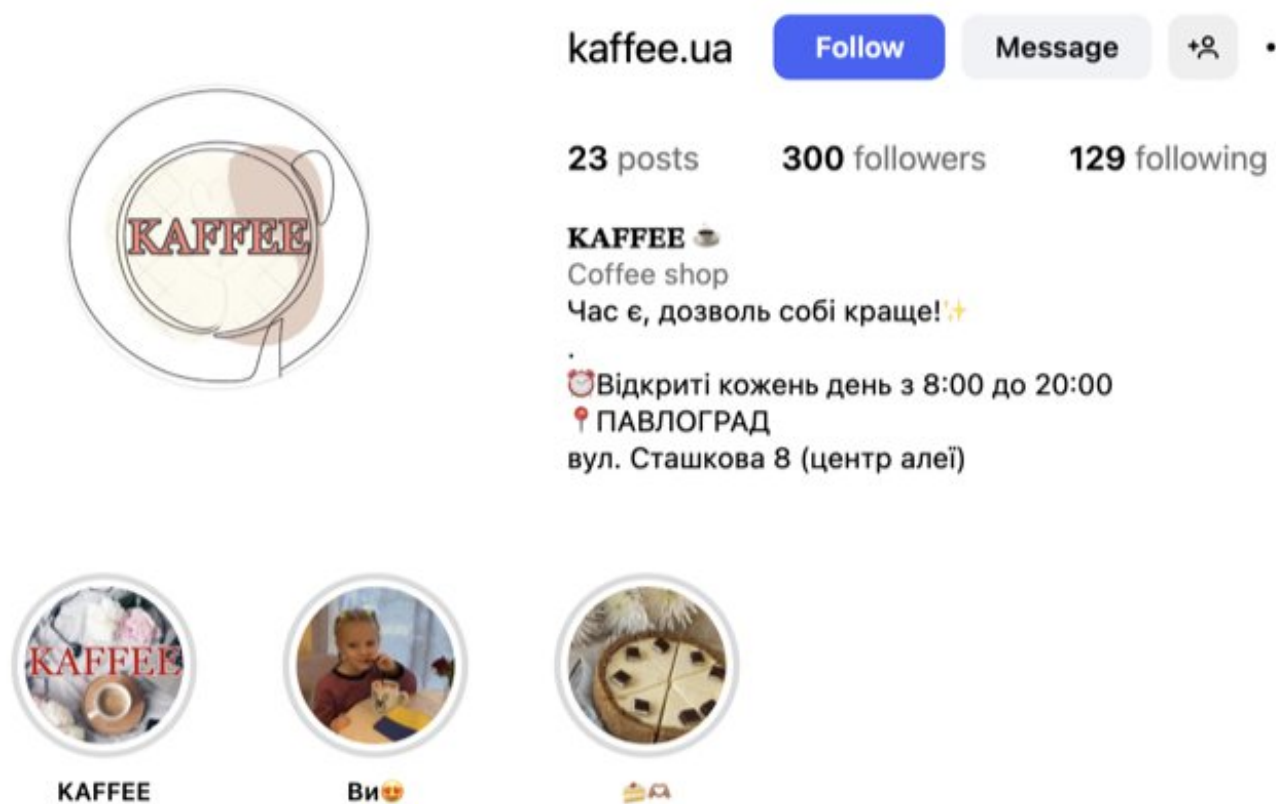 kaffee.ua Follow Message
23 posts 300 followers 129 following
KAFFEE
KAFFEE ☕
Coffee shop
Час є, дозволь собі краще!✨
.
⏰Відкриті кожень день з 8:00 до 20:00
📍ПАВЛОГРАД
вул. Сташкова 8 (центр алеї)
KAFFEE
KAFFEE Ви😍 🍰🫶🏼